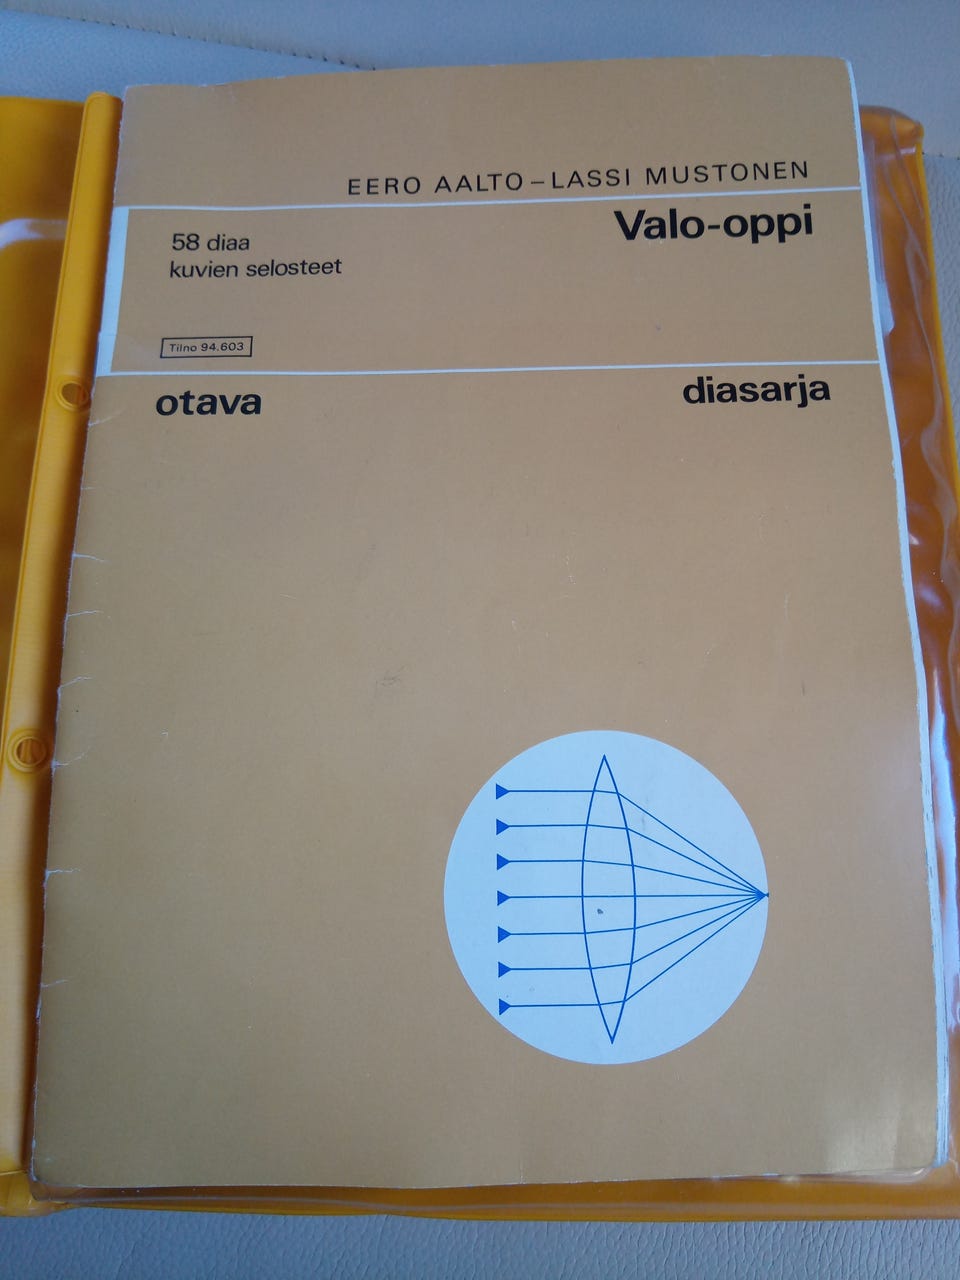 EERO AALTO – LASSI MUSTONEN
Valo-oppi
58 diaa
kuvien selosteet
Tilno 94.603
otava
diasarja